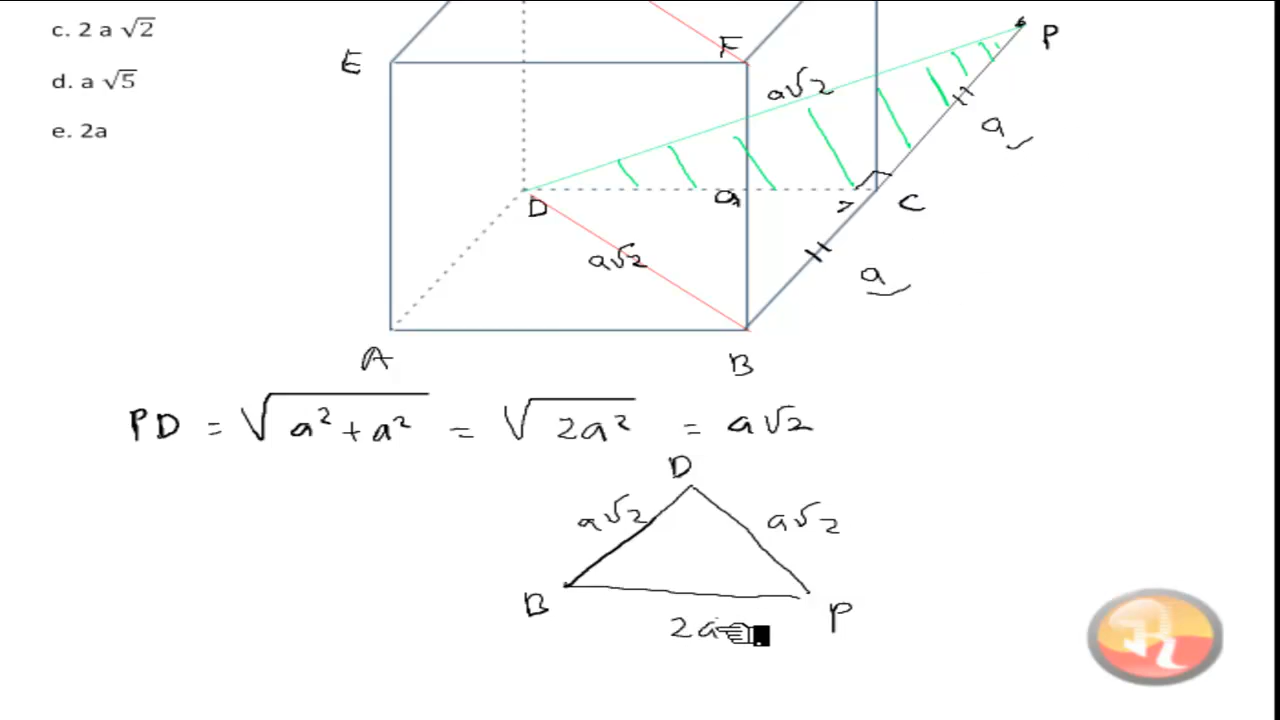 c. 2 a √2
d. a √5
e. 2a
E
F
P
a√2
a
D
a
C
a√2
a
A
B
PD = √a² + a² = √2a² = a√2
D
a√2
a√2
B
P
2a